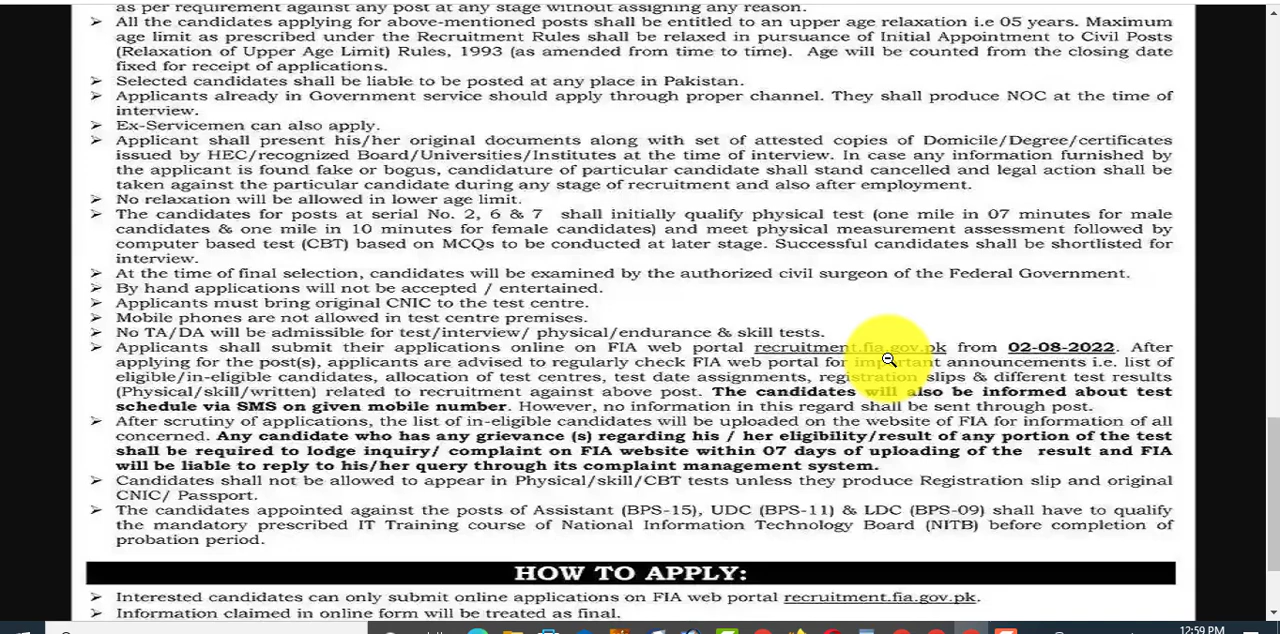 as per requirement against any post at any stage without assigning any reason.
➢ All the candidates applying for above-mentioned posts shall be entitled to an upper age relaxation i.e 05 years. Maximum
age limit as prescribed under the Recruitment Rules shall be relaxed in pursuance of Initial Appointment to Civil Posts
(Relaxation of Upper Age Limit) Rules, 1993 (as amended from time to time). Age will be counted from the closing date
fixed for receipt of applications.
➢ Selected candidates shall be liable to be posted at any place in Pakistan.
➢ Applicants already in Government service should apply through proper channel. They shall produce NOC at the time of
interview.
➢ Ex-Servicemen can also apply.
➢ Applicant shall present his/her original documents along with set of attested copies of Domicile/Degree/certificates
issued by HEC/recognized Board/Universities/Institutes at the time of interview. In case any information furnished by
the applicant is found fake or bogus, candidature of particular candidate shall stand cancelled and legal action shall be
taken against the particular candidate during any stage of recruitment and also after employment.
➢ No relaxation will be allowed in lower age limit.
➢ The candidates for posts at serial No. 2, 6 & 7 shall initially qualify physical test (one mile in 07 minutes for male
candidates & one mile in 10 minutes for female candidates) and meet physical measurement assessment followed by
computer based test (CBT) based on MCQs to be conducted at later stage. Successful candidates shall be shortlisted for
interview.
➢ At the time of final selection, candidates will be examined by the authorized civil surgeon of the Federal Government.
➢ By hand applications will not be accepted / entertained.
➢ Applicants must bring original CNIC to the test centre.
➢ Mobile phones are not allowed in test centre premises.
➢ No TA/DA will be admissible for test/interview/ physical/endurance & skill tests.
➢ Applicants shall submit their applications online on FIA web portal recruitment.fia.gov.pk from 02-08-2022. After
applying for the post(s), applicants are advised to regularly check FIA web portal for important announcements i.e. list of
eligible/in-eligible candidates, allocation of test centres, test date assignments, registration slips & different test results
(Physical/skill/written) related to recruitment against above post. The candidates will also be informed about test
schedule via SMS on given mobile number. However, no information in this regard shall be sent through post.
➢ After scrutiny of applications, the list of in-eligible candidates will be uploaded on the website of FIA for information of all
concerned. Any candidate who has any grievance (s) regarding his / her eligibility/result of any portion of the test
shall be required to lodge inquiry/ complaint on FIA website within 07 days of uploading of the result and FIA
will be liable to reply to his/her query through its complaint management system.
➢ Candidates shall not be allowed to appear in Physical/skill/CBT tests unless they produce Registration slip and original
CNIC/ Passport.
➢ The candidates appointed against the posts of Assistant (BPS-15), UDC (BPS-11) & LDC (BPS-09) shall have to qualify
the mandatory prescribed IT Training course of National Information Technology Board (NITB) before completion of
probation period.
HOW TO APPLY:
➢ Interested candidates can only submit online applications on FIA web portal recruitment.fia.gov.pk.
➢ Information claimed in online form will be treated as final.
12:59 PM